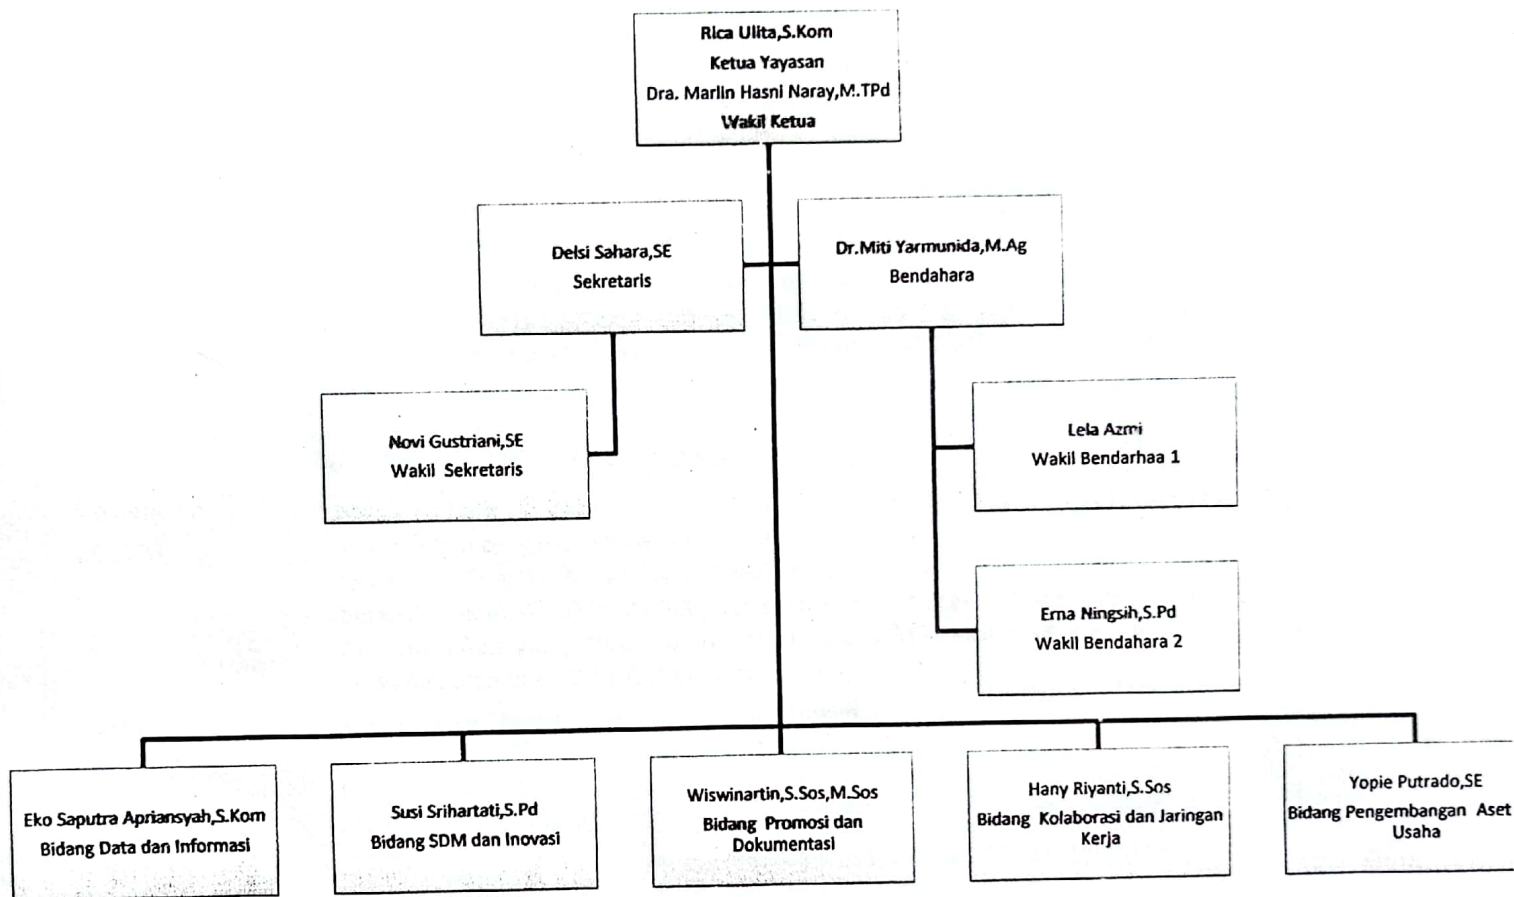 Rica Ulita,S.Kom
Ketua Yayasan
Dra. Marlin Hasni Naray,M.TPd
Wakil Ketua
Delsi Sahara,SE
Sekretaris
Dr.Miti Yarmunida,M.Ag
Bendahara
Novi Gustriani,SE
Wakil Sekretaris
Lela Azmi
Wakil Bendarhaa 1
Erna Ningsih,S.Pd
Wakil Bendahara 2
Eko Saputra Apriansyah,S.Kom
Bidang Data dan Informasi
Susi Srihartati,S.Pd
Bidang SDM dan Inovasi
Wiswinartin,S.Sos,M.Sos
Bidang Promosi dan
Dokumentasi
Hany Riyanti,S.Sos
Bidang Kolaborasi dan Jaringan
Kerja
Yopie Putrado,SE
Bidang Pengembangan Aset
Usaha